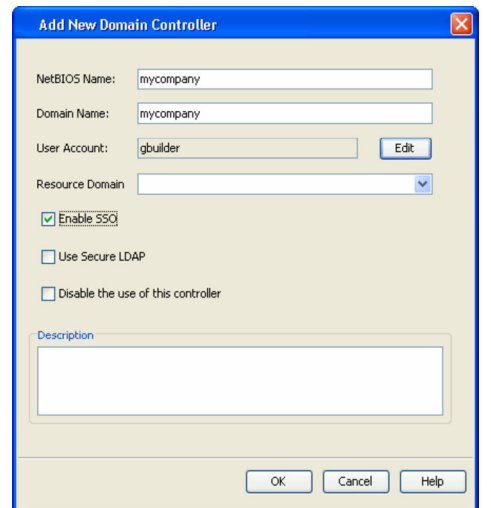 Add New Domain Controller
NetBIOS Name: mycompany
Domain Name: mycompany
User Account: gbuilder Edit
Resource Domain
Enable SSO
Use Secure LDAP
Disable the use of this controller
Description
OK Cancel Help